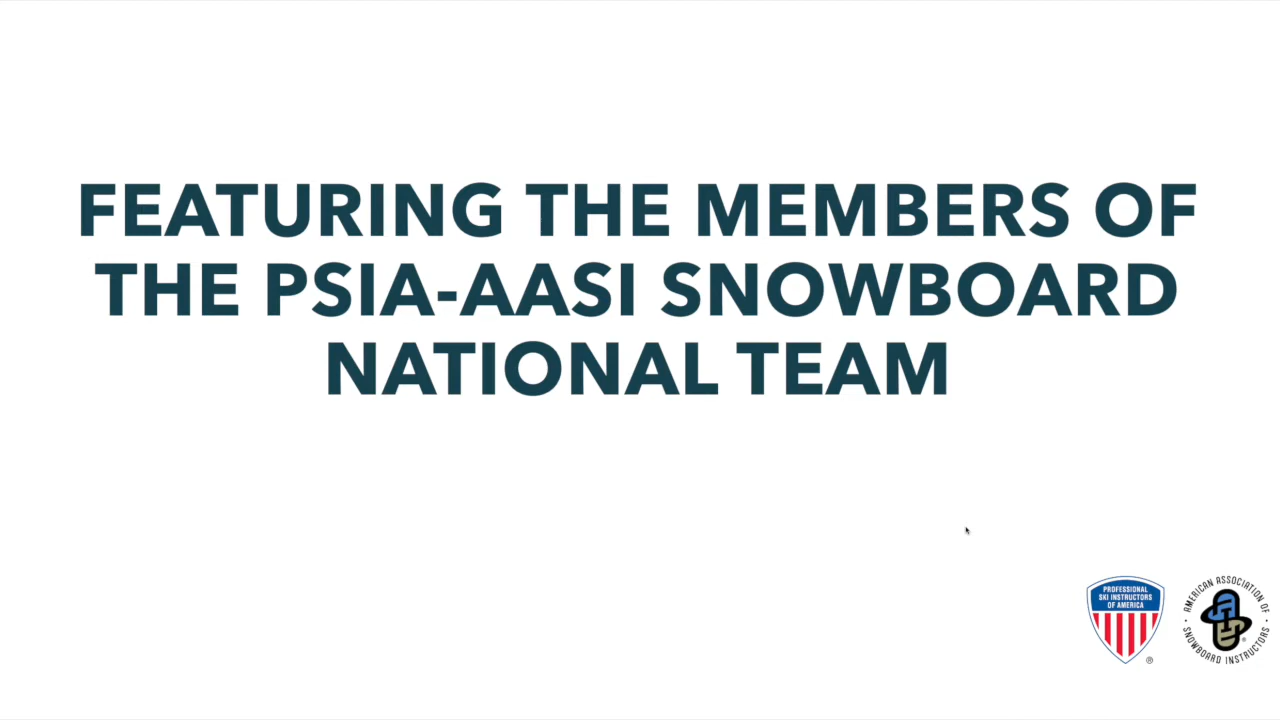 FEATURING THE MEMBERS OF
THE PSIA-AASI SNOWBOARD
NATIONAL TEAM
PROFESSIONAL
SKI INSTRUCTORS
OF AMERICA
®
AMERICAN ASSOCIATION OF
· SNOWBOARD INSTRUCTORS ·
®